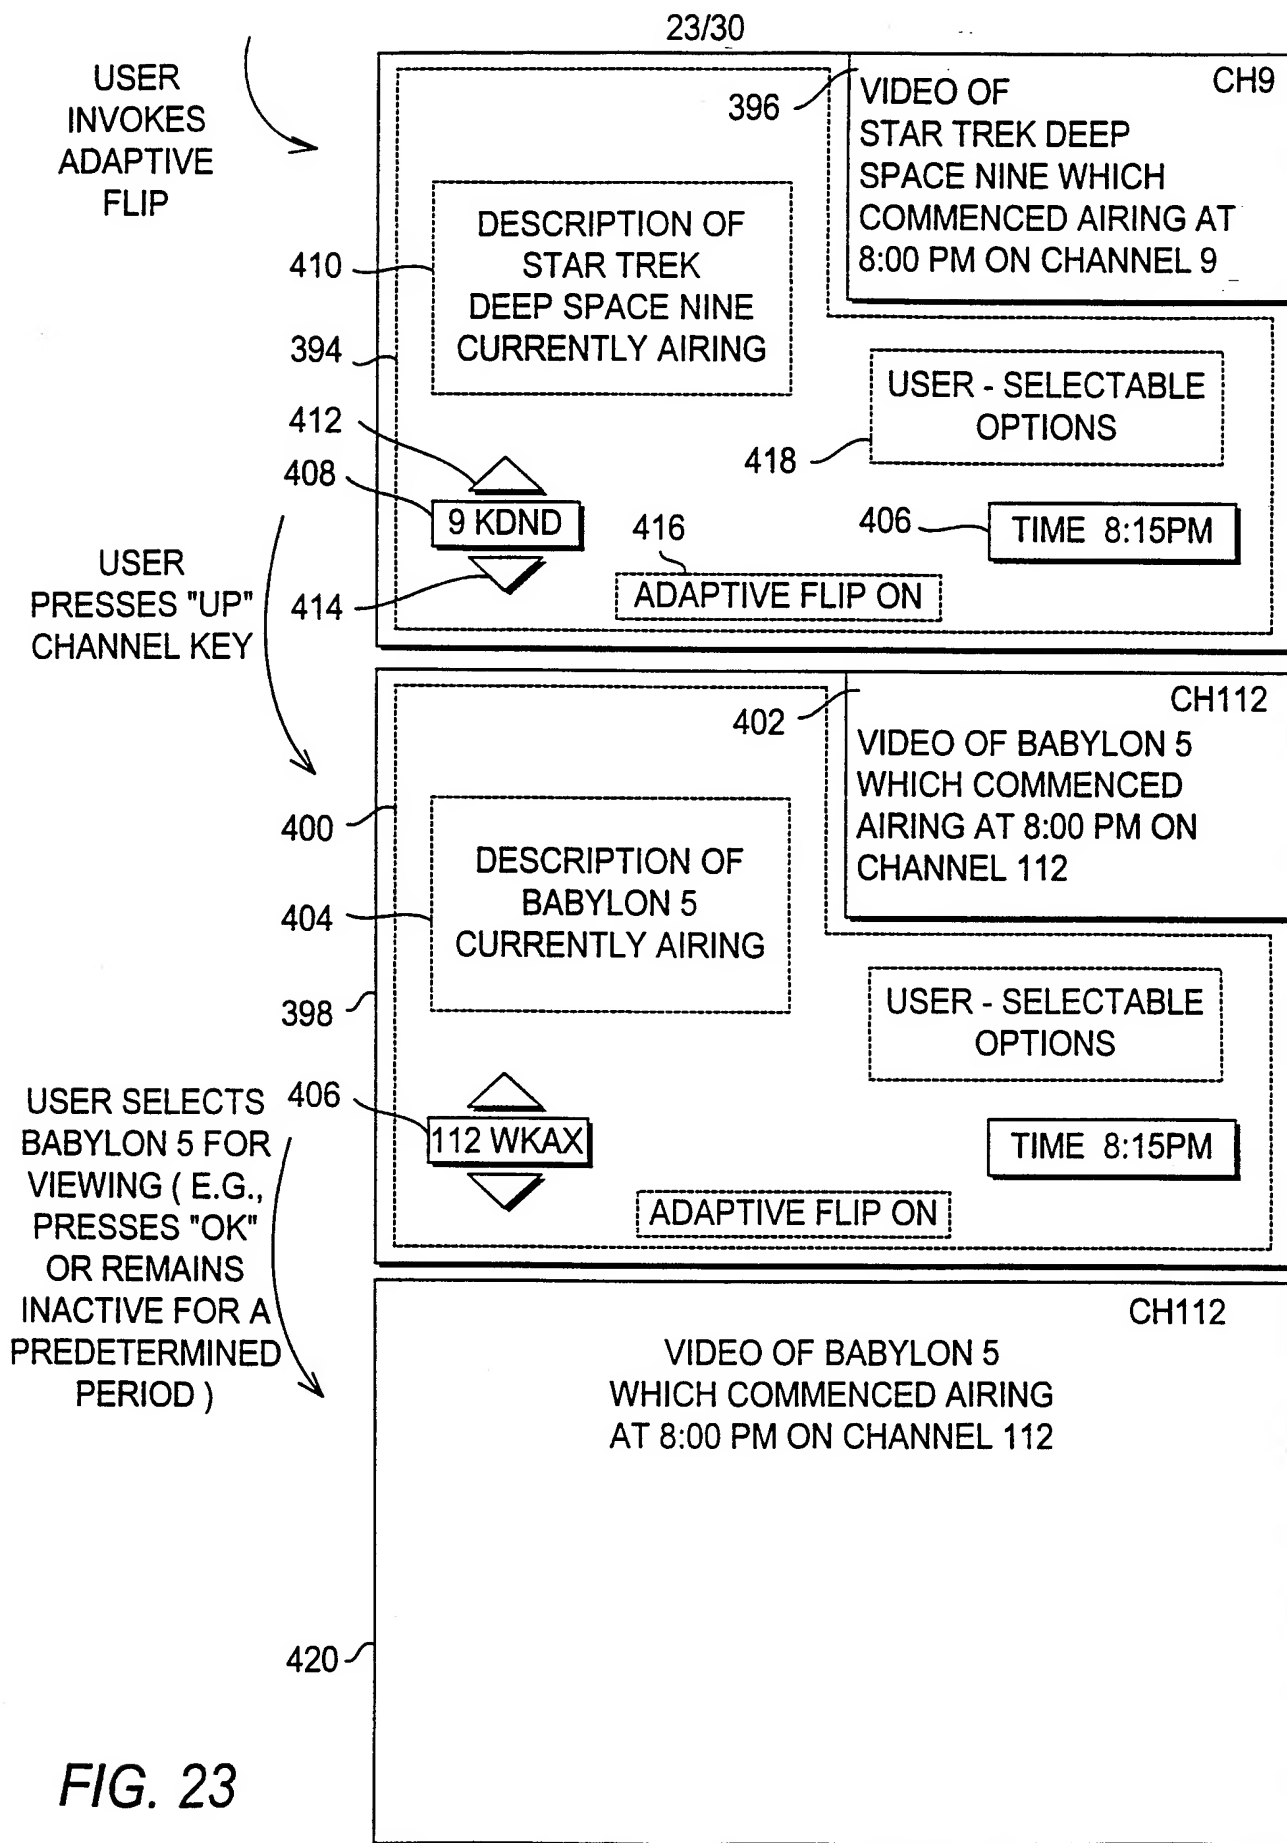 23/30
USER
INVOKES
ADAPTIVE
FLIP
396
CH9
VIDEO OF
STAR TREK DEEP
SPACE NINE WHICH
COMMENCED AIRING AT
8:00 PM ON CHANNEL 9
410
DESCRIPTION OF
STAR TREK
DEEP SPACE NINE
CURRENTLY AIRING
394
USER - SELECTABLE
OPTIONS
418
412
408
9 KDND
414
416
ADAPTIVE FLIP ON
406
TIME 8:15PM
USER
PRESSES "UP"
CHANNEL KEY
402
CH112
VIDEO OF BABYLON 5
WHICH COMMENCED
AIRING AT 8:00 PM ON
CHANNEL 112
400
DESCRIPTION OF
BABYLON 5
CURRENTLY AIRING
404
398
USER - SELECTABLE
OPTIONS
406
112 WKAX
TIME 8:15PM
ADAPTIVE FLIP ON
USER SELECTS
BABYLON 5 FOR
VIEWING ( E.G.,
PRESSES "OK"
OR REMAINS
INACTIVE FOR A
PREDETERMINED
PERIOD )
CH112
VIDEO OF BABYLON 5
WHICH COMMENCED AIRING
AT 8:00 PM ON CHANNEL 112
420
FIG. 23